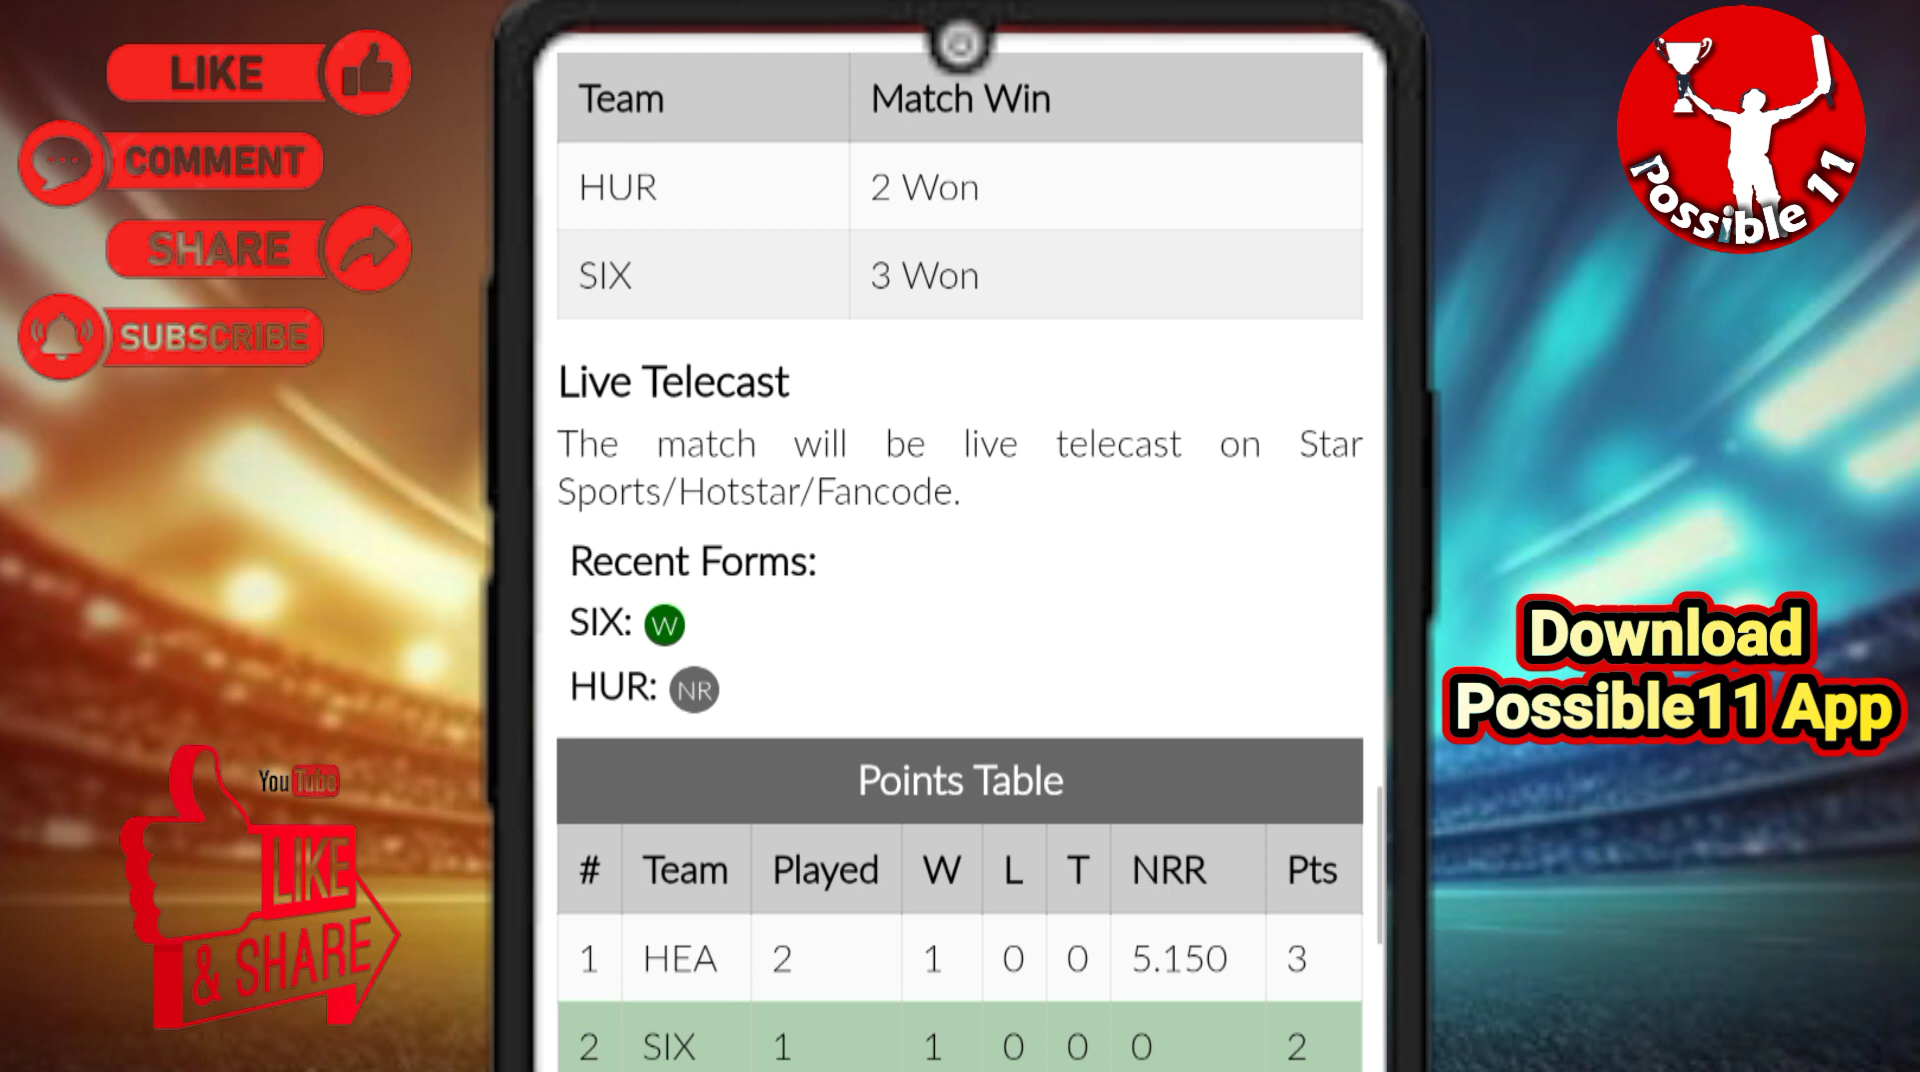 LIKE
COMMENT
SHARE
SUBSCRIBE
Team Match Win
HUR 2 Won
SIX 3 Won
Live Telecast
The match will be live telecast on Star
Sports/Hotstar/Fancode.
Recent Forms:
SIX: W
HUR: NR
Points Table
# Team Played W L T NRR Pts
1 HEA 2 1 0 0 5.150 3
2 SIX 1 1 0 0 0 2
Possible 11
Download
Possible11 App
YouTube
LIKE
& SHARE